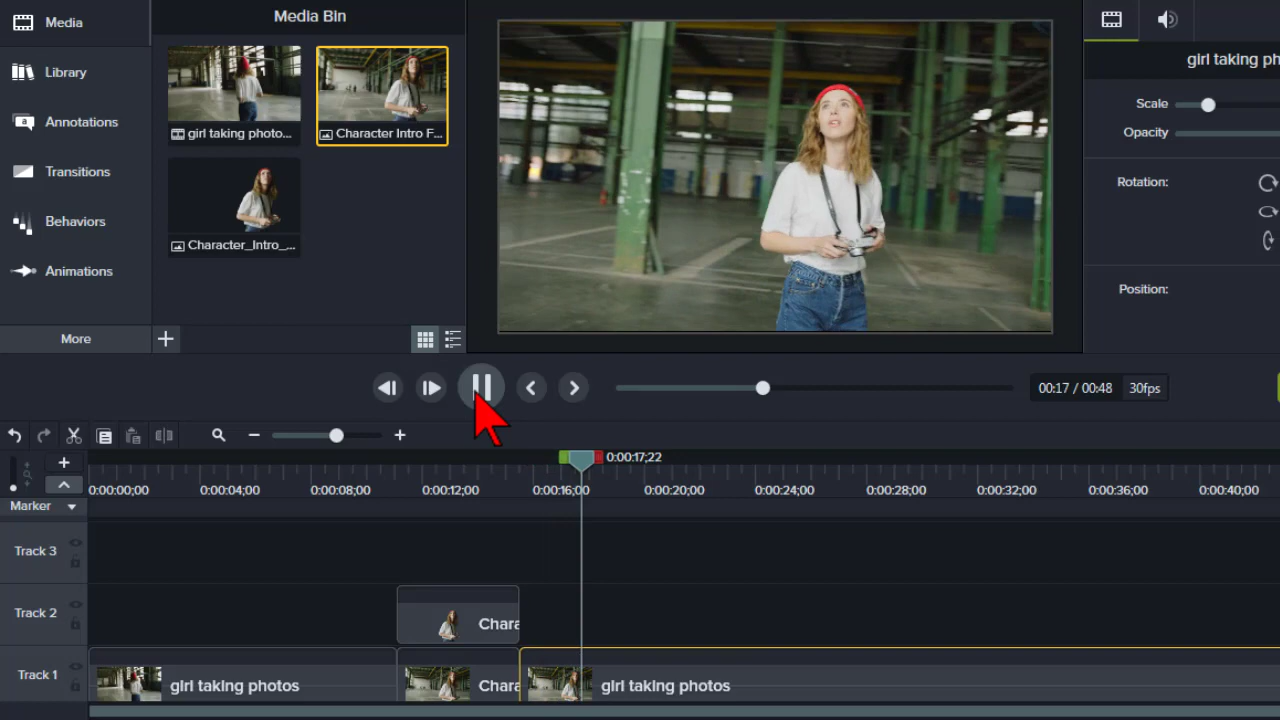 Media
Library
Annotations
Transitions
Behaviors
Animations
More
Media Bin
girl taking photo...
Character Intro F...
Character_Intro_...
girl taking ph
Scale
Opacity
Rotation:
Position:
00:17 / 00:48
30fps
0:00:17;22
0:00:00;00
0:00:04;00
0:00:08;00
0:00:12;00
0:00:16;00
0:00:20;00
0:00:24;00
0:00:28;00
0:00:32;00
0:00:36;00
0:00:40;00
Marker
Track 3
Track 2
Chara
Track 1
girl taking photos
Chara
girl taking photos